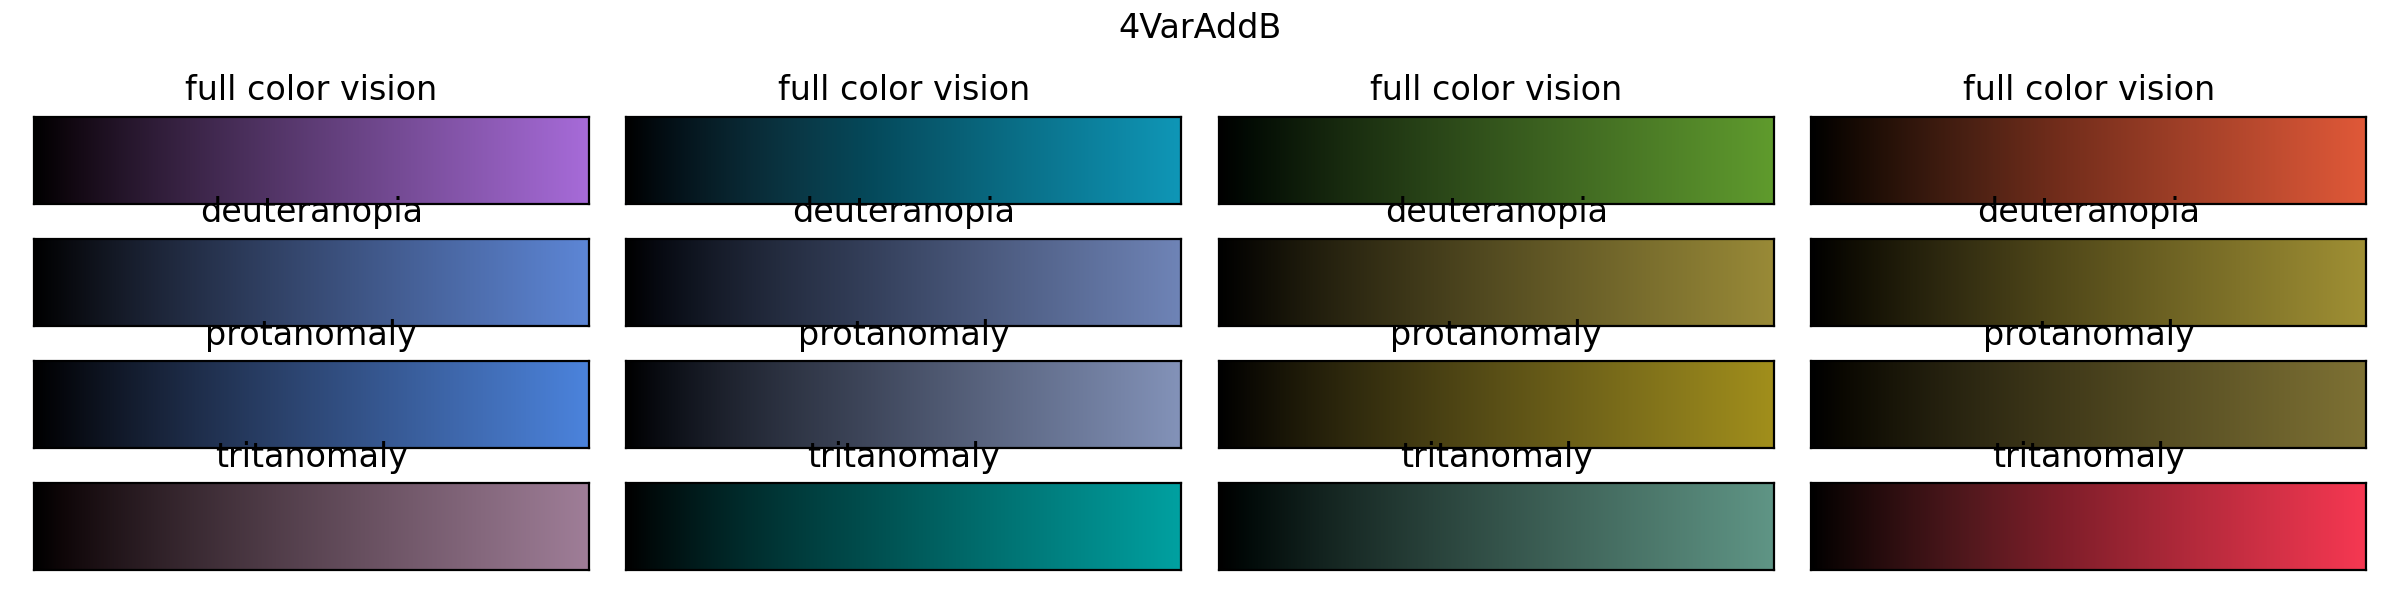 4VarAddB
full color vision full color vision full color vision full color vision
deuteranopia deuteranopia deuteranopia deuteranopia
protanomaly protanomaly protanomaly protanomaly
tritanomaly tritanomaly tritanomaly tritanomaly